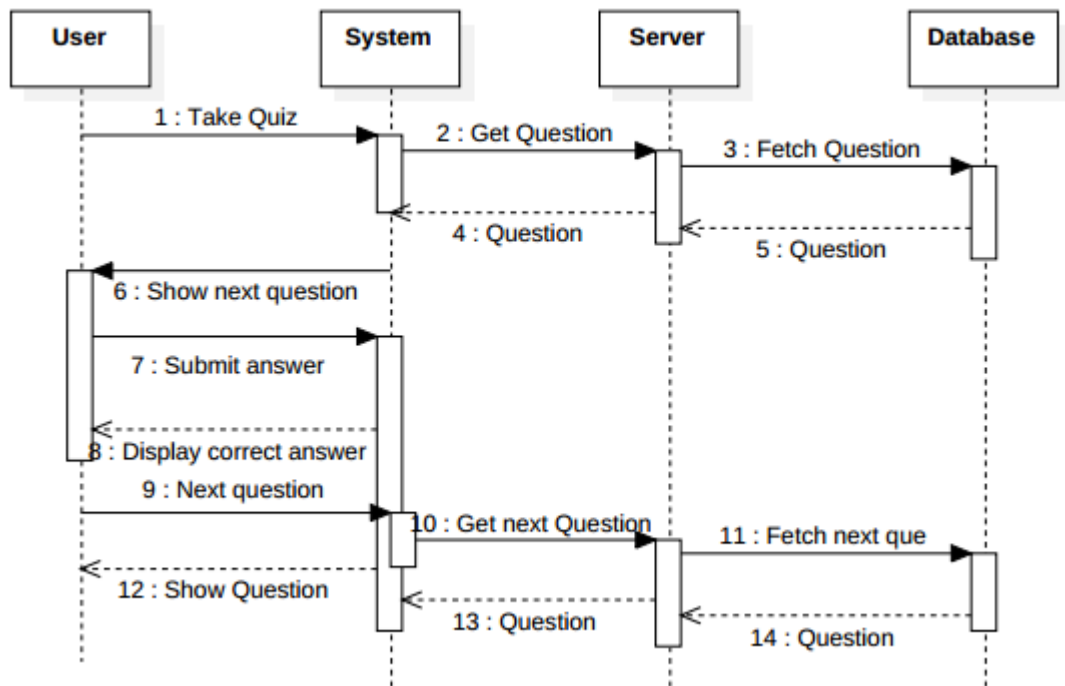 User
System
Server
Database
1 : Take Quiz
2 : Get Question
3 : Fetch Question
4 : Question
5 : Question
6 : Show next question
7 : Submit answer
8 : Display correct answer
9 : Next question
10 : Get next Question
11 : Fetch next que
12 : Show Question
13 : Question
14 : Question